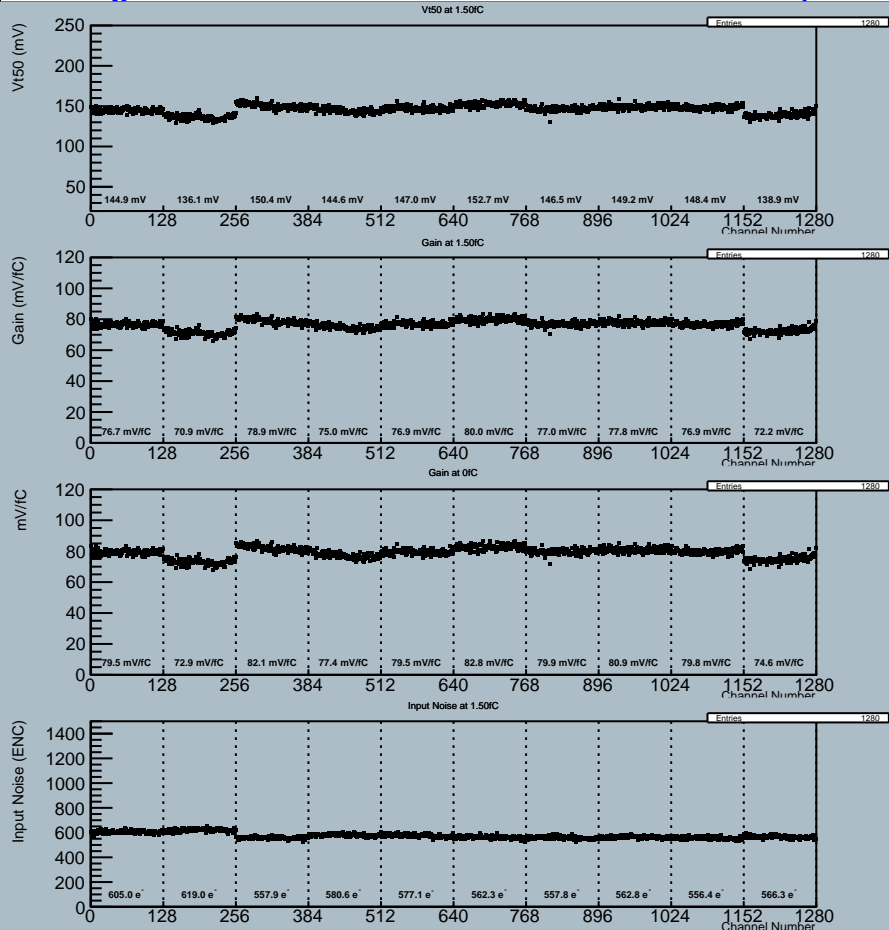 Vt50 at 1.50fC
Entries 1280
Vt50 (mV)
250
200
150
100
50
144.9 mV 136.1 mV 150.4 mV 144.6 mV 147.0 mV 152.7 mV 146.5 mV 149.2 mV 148.4 mV 138.9 mV
0 128 256 384 512 640 768 896 1024 1152 1280
Channel Number
Gain at 1.50fC
Entries 1280
Gain (mV/fC)
120
100
80
60
40
20
0
76.7 mV/fC 70.9 mV/fC 78.9 mV/fC 75.0 mV/fC 76.9 mV/fC 80.0 mV/fC 77.0 mV/fC 77.8 mV/fC 76.9 mV/fC 72.2 mV/fC
0 128 256 384 512 640 768 896 1024 1152 1280
Channel Number
Gain at 0fC
Entries 1280
mV/fC
120
100
80
60
40
20
0
79.5 mV/fC 72.9 mV/fC 82.1 mV/fC 77.4 mV/fC 79.5 mV/fC 82.8 mV/fC 79.9 mV/fC 80.9 mV/fC 79.8 mV/fC 74.6 mV/fC
0 128 256 384 512 640 768 896 1024 1152 1280
Channel Number
Input Noise at 1.50fC
Entries 1280
Input Noise (ENC)
1400
1200
1000
800
600
400
200
0
605.0 e⁻ 619.0 e⁻ 557.9 e⁻ 580.6 e⁻ 577.1 e⁻ 562.3 e⁻ 557.8 e⁻ 562.8 e⁻ 556.4 e⁻ 566.3 e⁻
0 128 256 384 512 640 768 896 1024 1152 1280
Channel Number